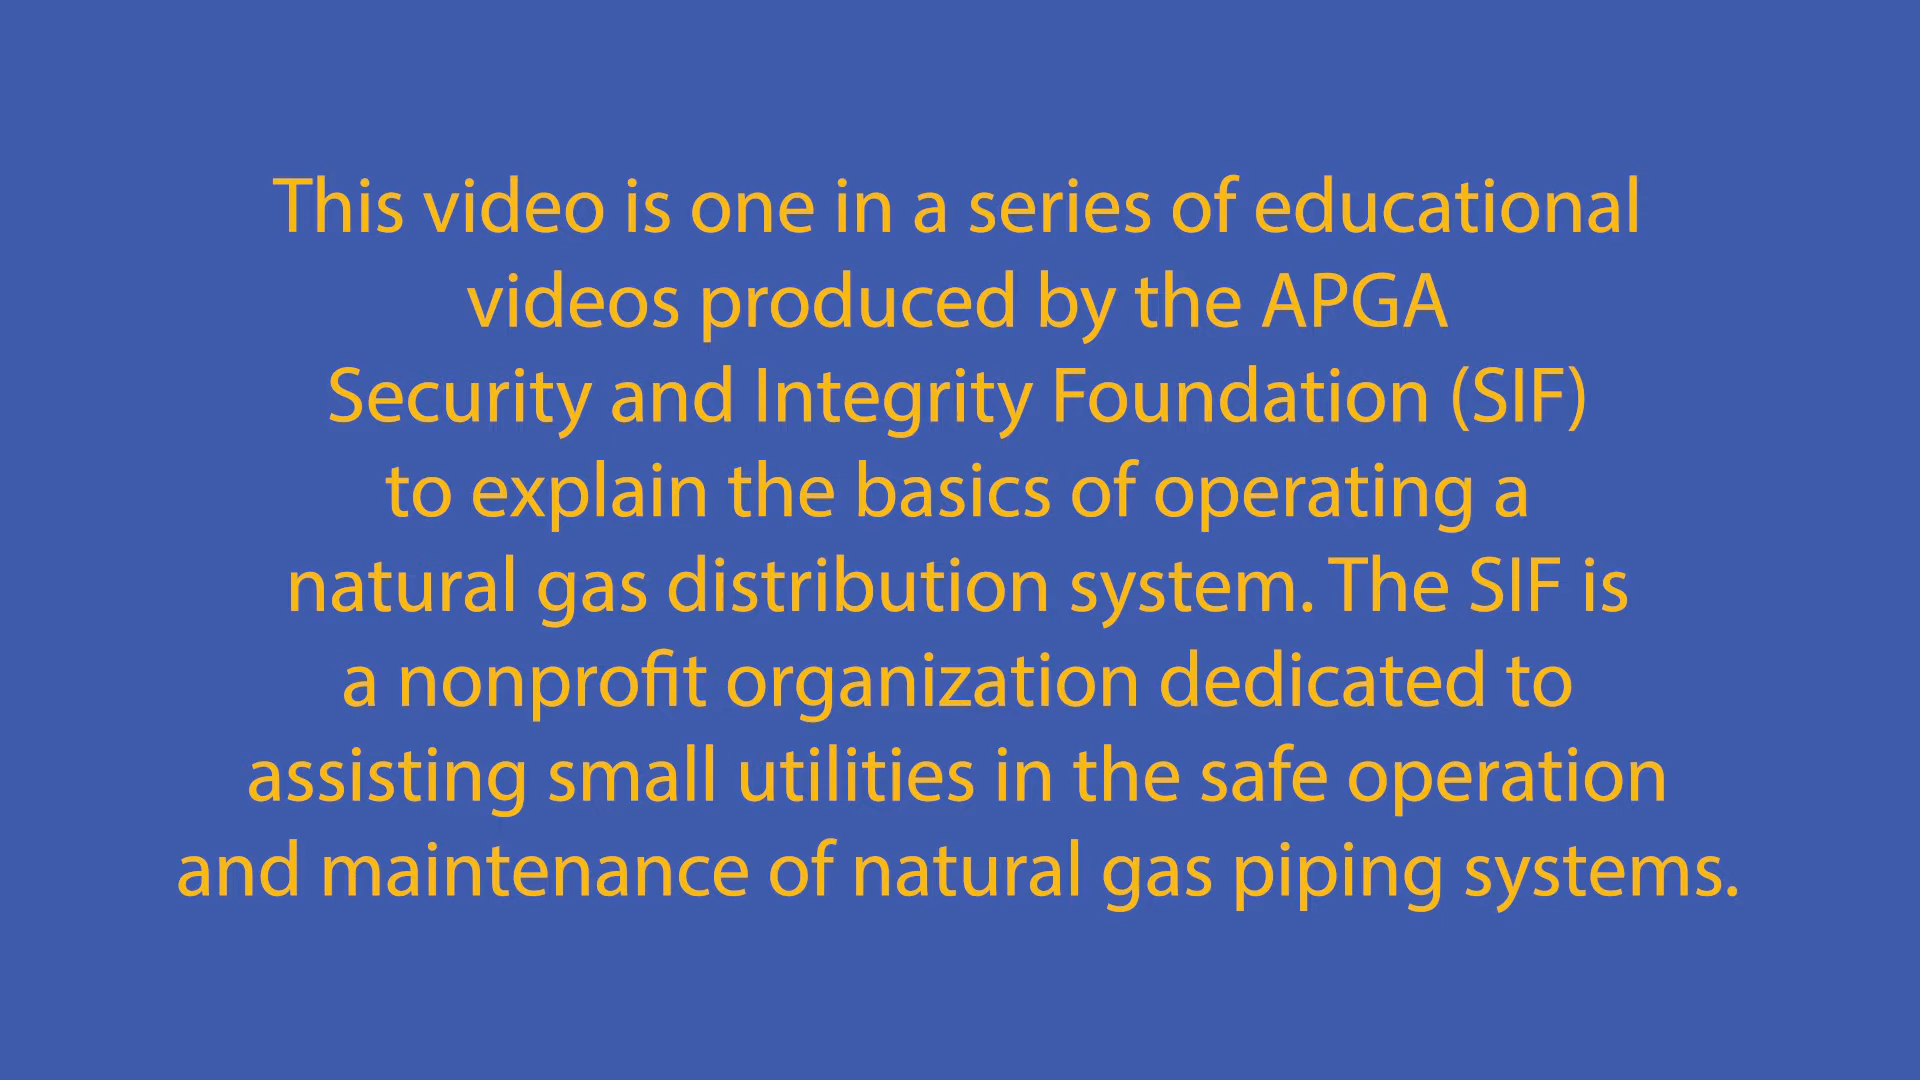 This video is one in a series of educational
videos produced by the APGA
Security and Integrity Foundation (SIF)
to explain the basics of operating a
natural gas distribution system. The SIF is
a nonprofit organization dedicated to
assisting small utilities in the safe operation
and maintenance of natural gas piping systems.